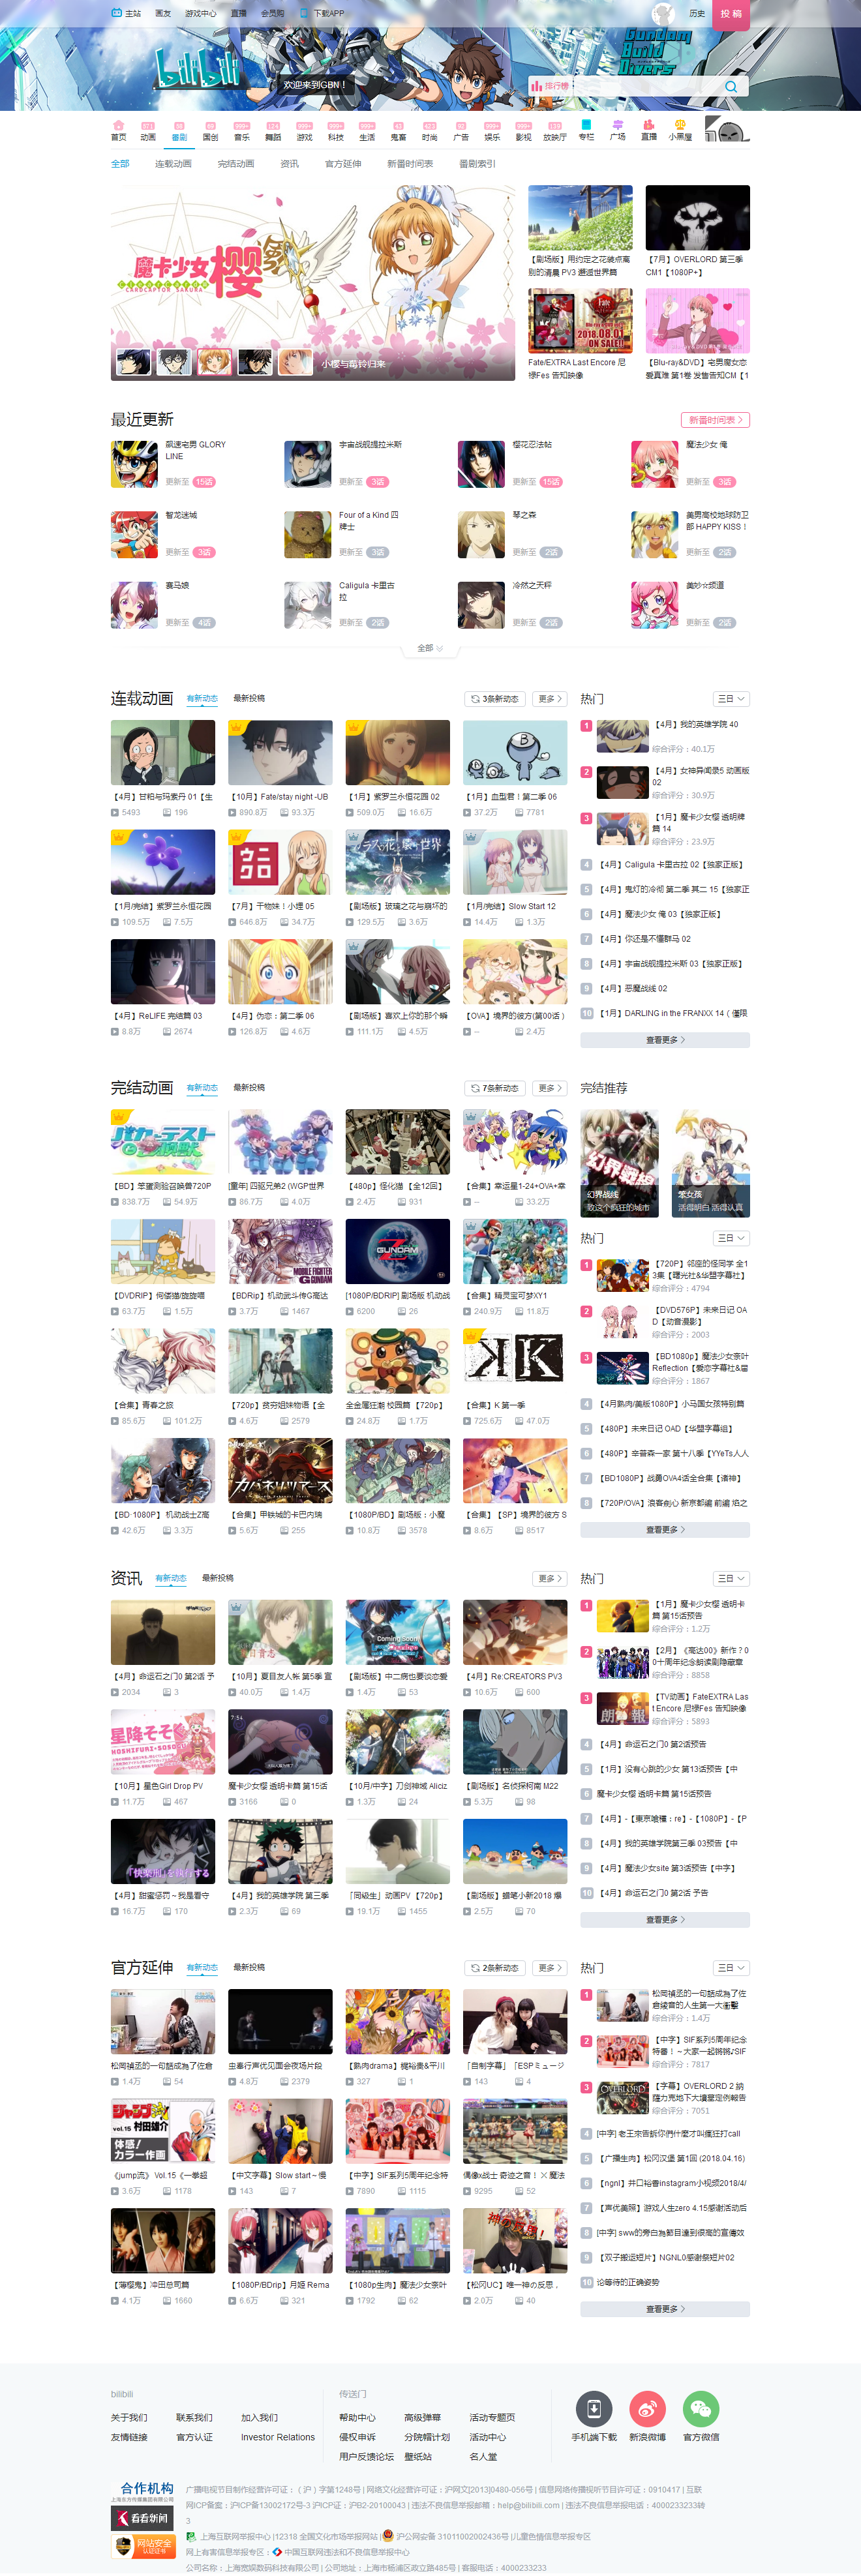 主站 画友 游戏中心 直播 会员购 下载APP
历史 投稿
bilibili
Gundam Build Divers
欢迎来到GBN！
排行榜
首页 动画 番剧 国创 音乐 舞蹈 游戏 科技 生活 鬼畜 时尚 广告 娱乐 影视 放映厅 专栏 广场 直播 小黑屋
全部 连载动画 完结动画 资讯 官方延伸 新番时间表 番剧索引
魔卡少女樱
CARDCAPTOR SAKURA
小樱与莓铃归来
【剧场版】用约定之花装点离别的清晨 PV3 邂逅世界篇
【7月】OVERLORD 第三季 CM1【1080P+】
Fate/EXTRA Last Encore 尼禄Fes 告知映像
【Blu-ray&DVD】宅男腐女恋爱真难 第1卷 发售告知CM【1
最近更新
新番时间表
飙速宅男 GLORY LINE
更新至 15话
宇宙战舰提拉米斯
更新至 3话
樱花忍法帖
更新至 15话
魔法少女 俺
更新至 3话
智龙迷城
更新至 3话
Four of a Kind 四牌士
更新至 3话
琴之森
更新至 2话
美男高校地球防卫部 HAPPY KISS！
更新至 2话
赛马娘
更新至 4话
Caligula 卡里古拉
更新至 2话
冷然之天秤
更新至 2话
美妙☆频道
更新至 2话
全部
连载动画 有新动态 最新投稿
3条新动态 更多
【4月】甘粕与玛索丹 01【生
5493 196
【10月】Fate/stay night -UB
890.8万 93.3万
【1月】紫罗兰永恒花园 02
509.0万 16.6万
【1月】血型君！第二季 06
37.2万 7781
【1月/完结】紫罗兰永恒花园
109.5万 7.5万
【7月】干物妹！小埋 05
646.8万 34.7万
【剧场版】玻璃之花与崩坏的
129.5万 3.6万
【1月/完结】Slow Start 12
14.4万 1.3万
【4月】ReLIFE 完结篇 03
8.8万 2674
【4月】伪恋：第二季 06
126.8万 4.6万
【剧场版】喜欢上你的那个瞬
111.1万 4.5万
【OVA】境界的彼方(第00话）
-- 2.4万
热门 三日
1 【4月】我的英雄学院 40
综合评分：40.1万
2 【4月】女神异闻录5 动画版 02
综合评分：30.9万
3 【1月】魔卡少女樱 透明牌篇 14
综合评分：23.9万
4 【4月】Caligula 卡里古拉 02【独家正版】
5 【4月】鬼灯的冷彻 第二季 其二 15【独家正
6 【4月】魔法少女 俺 03【独家正版】
7 【4月】你还是不懂群马 02
8 【4月】宇宙战舰提拉米斯 03【独家正版】
9 【4月】恶魔战线 02
10 【1月】DARLING in the FRANXX 14（僅限
查看更多
完结动画 有新动态 最新投稿
7条新动态 更多
【BD】笨蛋测验召唤兽720P
838.7万 54.9万
[童年] 四驱兄弟2 (WGP世界
86.7万 4.0万
【480p】怪化猫 【全12回】
2.4万 931
【合集】幸运星1-24+OVA+幸
-- 33.2万
【DVDRIP】伺偻猫/旋旋喵
63.7万 1.5万
【BDRip】机动武斗传G高达
3.7万 1467
[1080P/BDRIP] 剧场版 机动战
6200 26
【合集】精灵宝可梦XY1
240.9万 11.8万
【合集】青春之旅
85.6万 101.2万
【720p】贫穷姐妹物语【全
4.6万 2579
全金属狂潮 校园篇 【720p】
24.8万 1.7万
【合集】K 第一季
725.6万 47.0万
【BD·1080P】 机动战士Z高
42.6万 3.3万
【合集】甲铁城的卡巴内瑞
5.6万 255
【1080P/BD】剧场版：小魔
10.8万 3578
【合集】【SP】境界的彼方 S
8.6万 8517
完结推荐
幻界战线
致这个疯狂的城市
笨女孩
活得明白 活得认真
热门 三日
1 【720P】邻座的怪同学 全13集【曙光社&华盟字幕社】
综合评分：4794
2 【DVD576P】未来日记 OAD【动音漫影】
综合评分：2003
3 【BD1080p】魔法少女奈叶 Reflection【爱恋字幕社&喵
综合评分：1867
4 【4月熟肉/美版1080P】小马国女孩特别篇
5 【480P】未来日记 OAD【华盟字幕组】
6 【480P】辛普森一家 第十八季【YYeTs人人
7 【BD1080P】战勇OVA4话全合集【诸神】
8 【720P/OVA】浪客剑心 新京都编 前编 焰之
查看更多
资讯 有新动态 最新投稿
更多
【4月】命运石之门0 第2话 予
2034 3
【10月】夏目友人帐 第5季 宣
40.0万 1.4万
【剧场版】中二病也要谈恋爱
1.4万 53
【4月】Re:CREATORS PV3
10.6万 600
【10月】星色Girl Drop PV
11.7万 467
魔卡少女樱 透明卡篇 第15话
3166 0
【10月/中字】刀剑神域 Aliciz
1.3万 24
【剧场版】名侦探柯南 M22
5.3万 98
【4月】甜蜜惩罚～我是看守
16.7万 170
【4月】我的英雄学院 第三季
2.3万 69
「同级生」动画PV 【720p】
19.1万 1455
【剧场版】蜡笔小新2018 爆
2.5万 70
热门 三日
1 【1月】魔卡少女樱 透明卡篇 第15话预告
综合评分：1.2万
2 【2月】《高达00》新作？00十周年纪念朗读剧隐藏章
综合评分：8858
3 【TV动画】FateEXTRA Last Encore 尼禄Fes 告知映像
综合评分：5893
4 【4月】命运石之门0 第2话预告
5 【1月】没有心跳的少女 第13话预告【中
6 魔卡少女樱 透明卡篇 第15话预告
7 【4月】-【東京喰種：re】-【1080P】-【P
8 【4月】我的英雄学院第三季 03预告【中
9 【4月】魔法少女site 第3话预告【中字】
10 【4月】命运石之门0 第2话 予告
查看更多
官方延伸 有新动态 最新投稿
2条新动态 更多
松岡禎丞的一句話成為了佐倉
1.4万 54
虫奉行声优见面会夜场片段
4.8万 2379
【熟肉drama】梶裕贵&平川
327 1
「自制字幕」「ESPミュージ
143 4
《jump流》 Vol.15《一拳超
3.6万 1178
【中文字幕】Slow start～慢
143 7
【中字】SIF系列5周年纪念特
7890 1115
偶像x战士 奇迹之音！ ╳ 魔法
9295 52
【薄樱鬼】冲田总司篇
4.1万 1660
【1080P/BDrip】月姬 Rema
6.6万 321
【1080p生肉】魔法少女奈叶
1792 62
【松冈UC】唯一神の反思，
2.0万 40
热门 三日
1 松岡禎丞的一句話成為了佐倉綾音的人生第一大衝擊
综合评分：1.4万
2 【中字】SIF系列5周年纪念特番！～大家一起锵锵♪SIF
综合评分：7817
3 【字幕】OVERLORD 2 納薩力克地下大墳墓定例報告
综合评分：7051
4 [中字] 老王來告訴你們什麼才叫瘋狂打call
5 【广播生肉】松冈汉堡 第1回 (2018.04.16)
6 【ngnl】井口裕香instagram小视频2018/4/
7 【声优美颜】游戏人生zero 4.15感谢活动后
8 [中字] sww的旁白為節目達到很高的宣傳效
9 【双子搬运短片】NGNL0感谢祭短片02
10 论等待的正确姿势
查看更多
bilibili
关于我们 联系我们 加入我们
友情链接 官方认证 Investor Relations
传送门
帮助中心 高级弹幕 活动专题页
侵权申诉 分院帽计划 活动中心
用户反馈论坛 壁纸站 名人堂
手机端下载 新浪微博 官方微信
合作机构
上海东方传媒集团有限公司
看看新闻
网站安全
认证证书
广播电视节目制作经营许可证：（沪）字第1248号 | 网络文化经营许可证：沪网文[2013]0480-056号 | 信息网络传播视听节目许可证：0910417 | 互联
网ICP备案：沪ICP备13002172号-3 沪ICP证：沪B2-20100043 | 违法不良信息举报邮箱：help@bilibili.com | 违法不良信息举报电话：4000233233转
3
上海互联网举报中心 |12318 全国文化市场举报网站 | 沪公网安备 31011002002436号 |儿童色情信息举报专区
网上有害信息举报专区： 中国互联网违法和不良信息举报中心
公司名称：上海宽娱数码科技有限公司 | 公司地址：上海市杨浦区政立路485号 | 客服电话：4000233233